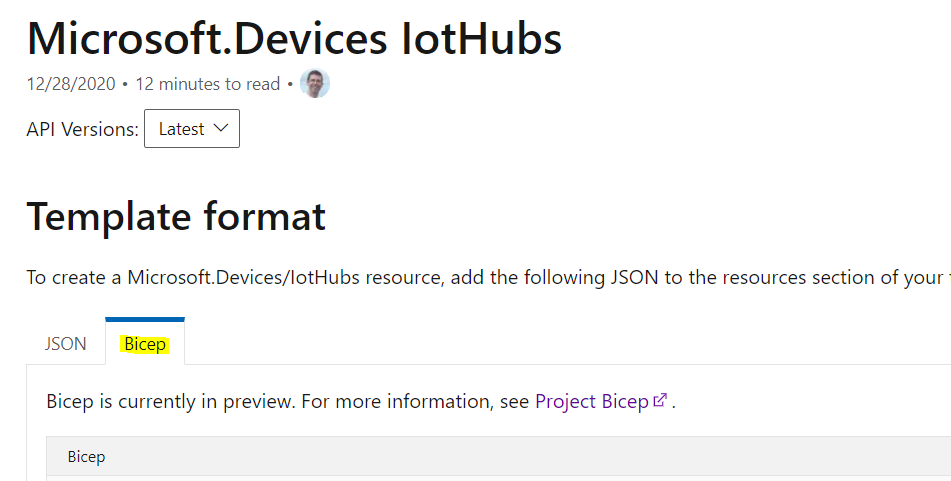 Microsoft.Devices IotHubs
12/28/2020 • 12 minutes to read •
API Versions: Latest
Template format
To create a Microsoft.Devices/IotHubs resource, add the following JSON to the resources section of your
JSON Bicep
Bicep is currently in preview. For more information, see Project Bicep .
Bicep